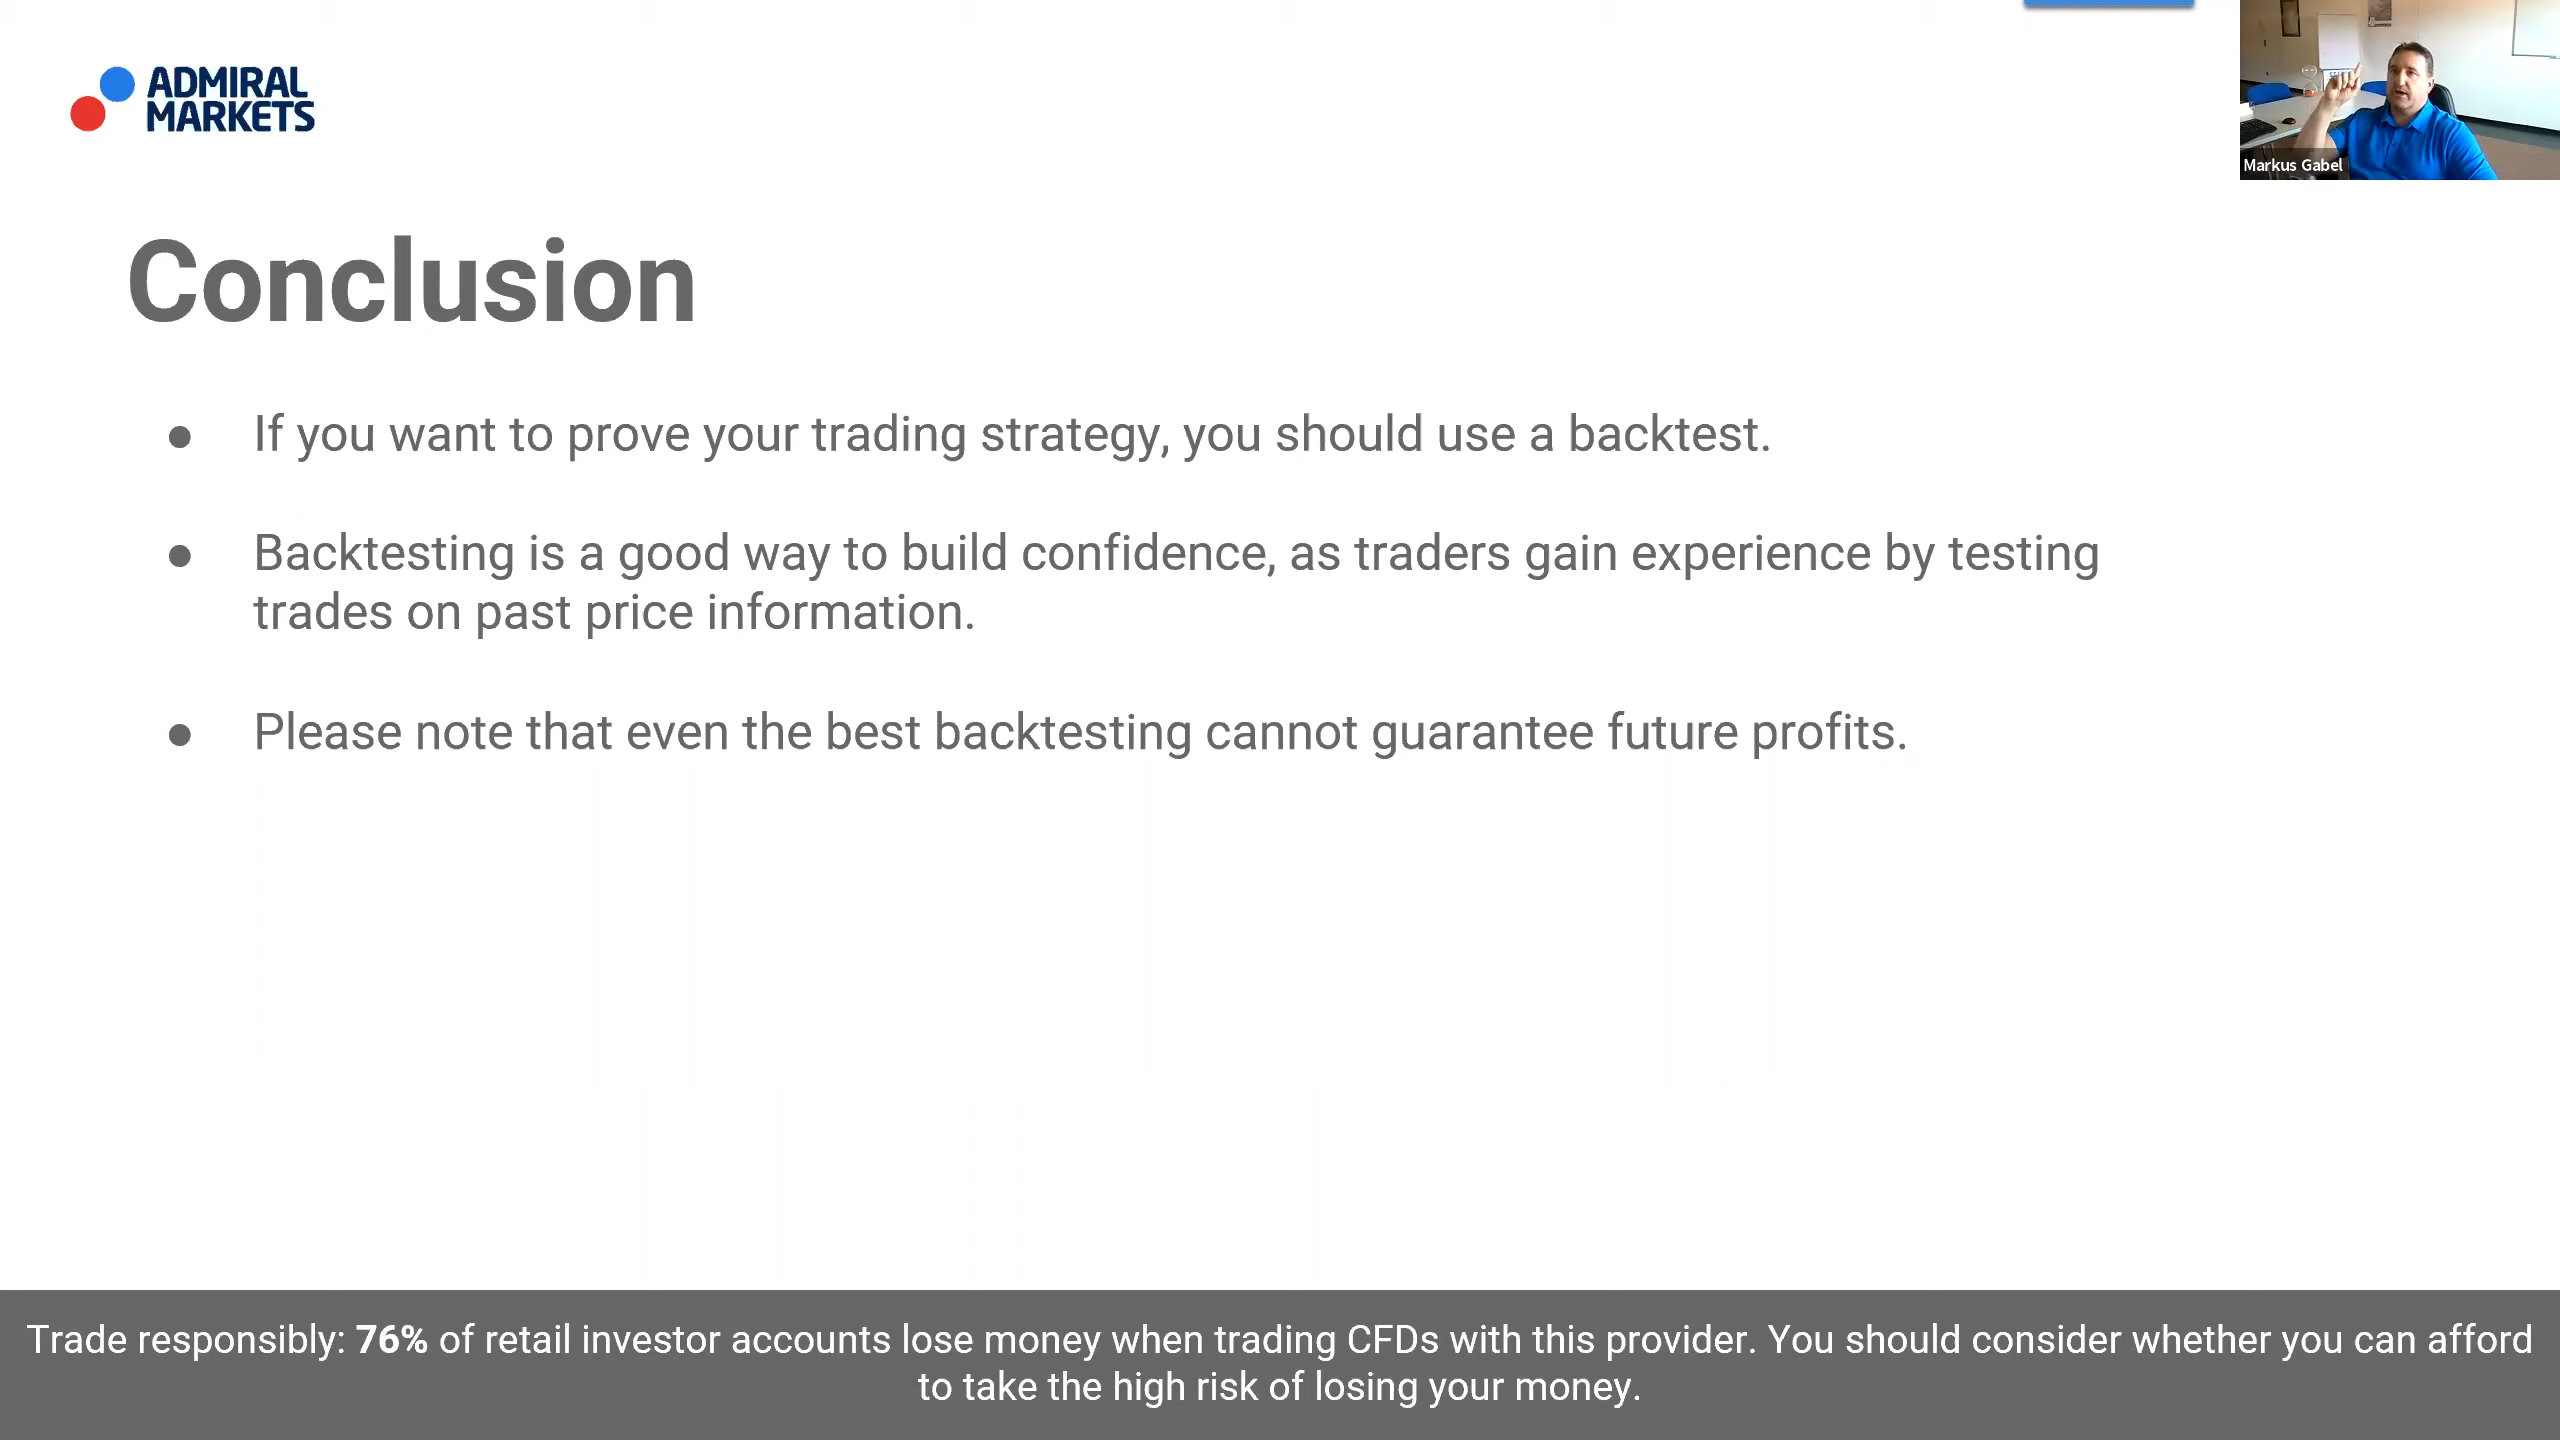 ADMIRAL
MARKETS
Markus Gabel
Conclusion
● If you want to prove your trading strategy, you should use a backtest.
● Backtesting is a good way to build confidence, as traders gain experience by testing
trades on past price information.
● Please note that even the best backtesting cannot guarantee future profits.
Trade responsibly: 76% of retail investor accounts lose money when trading CFDs with this provider. You should consider whether you can afford
to take the high risk of losing your money.